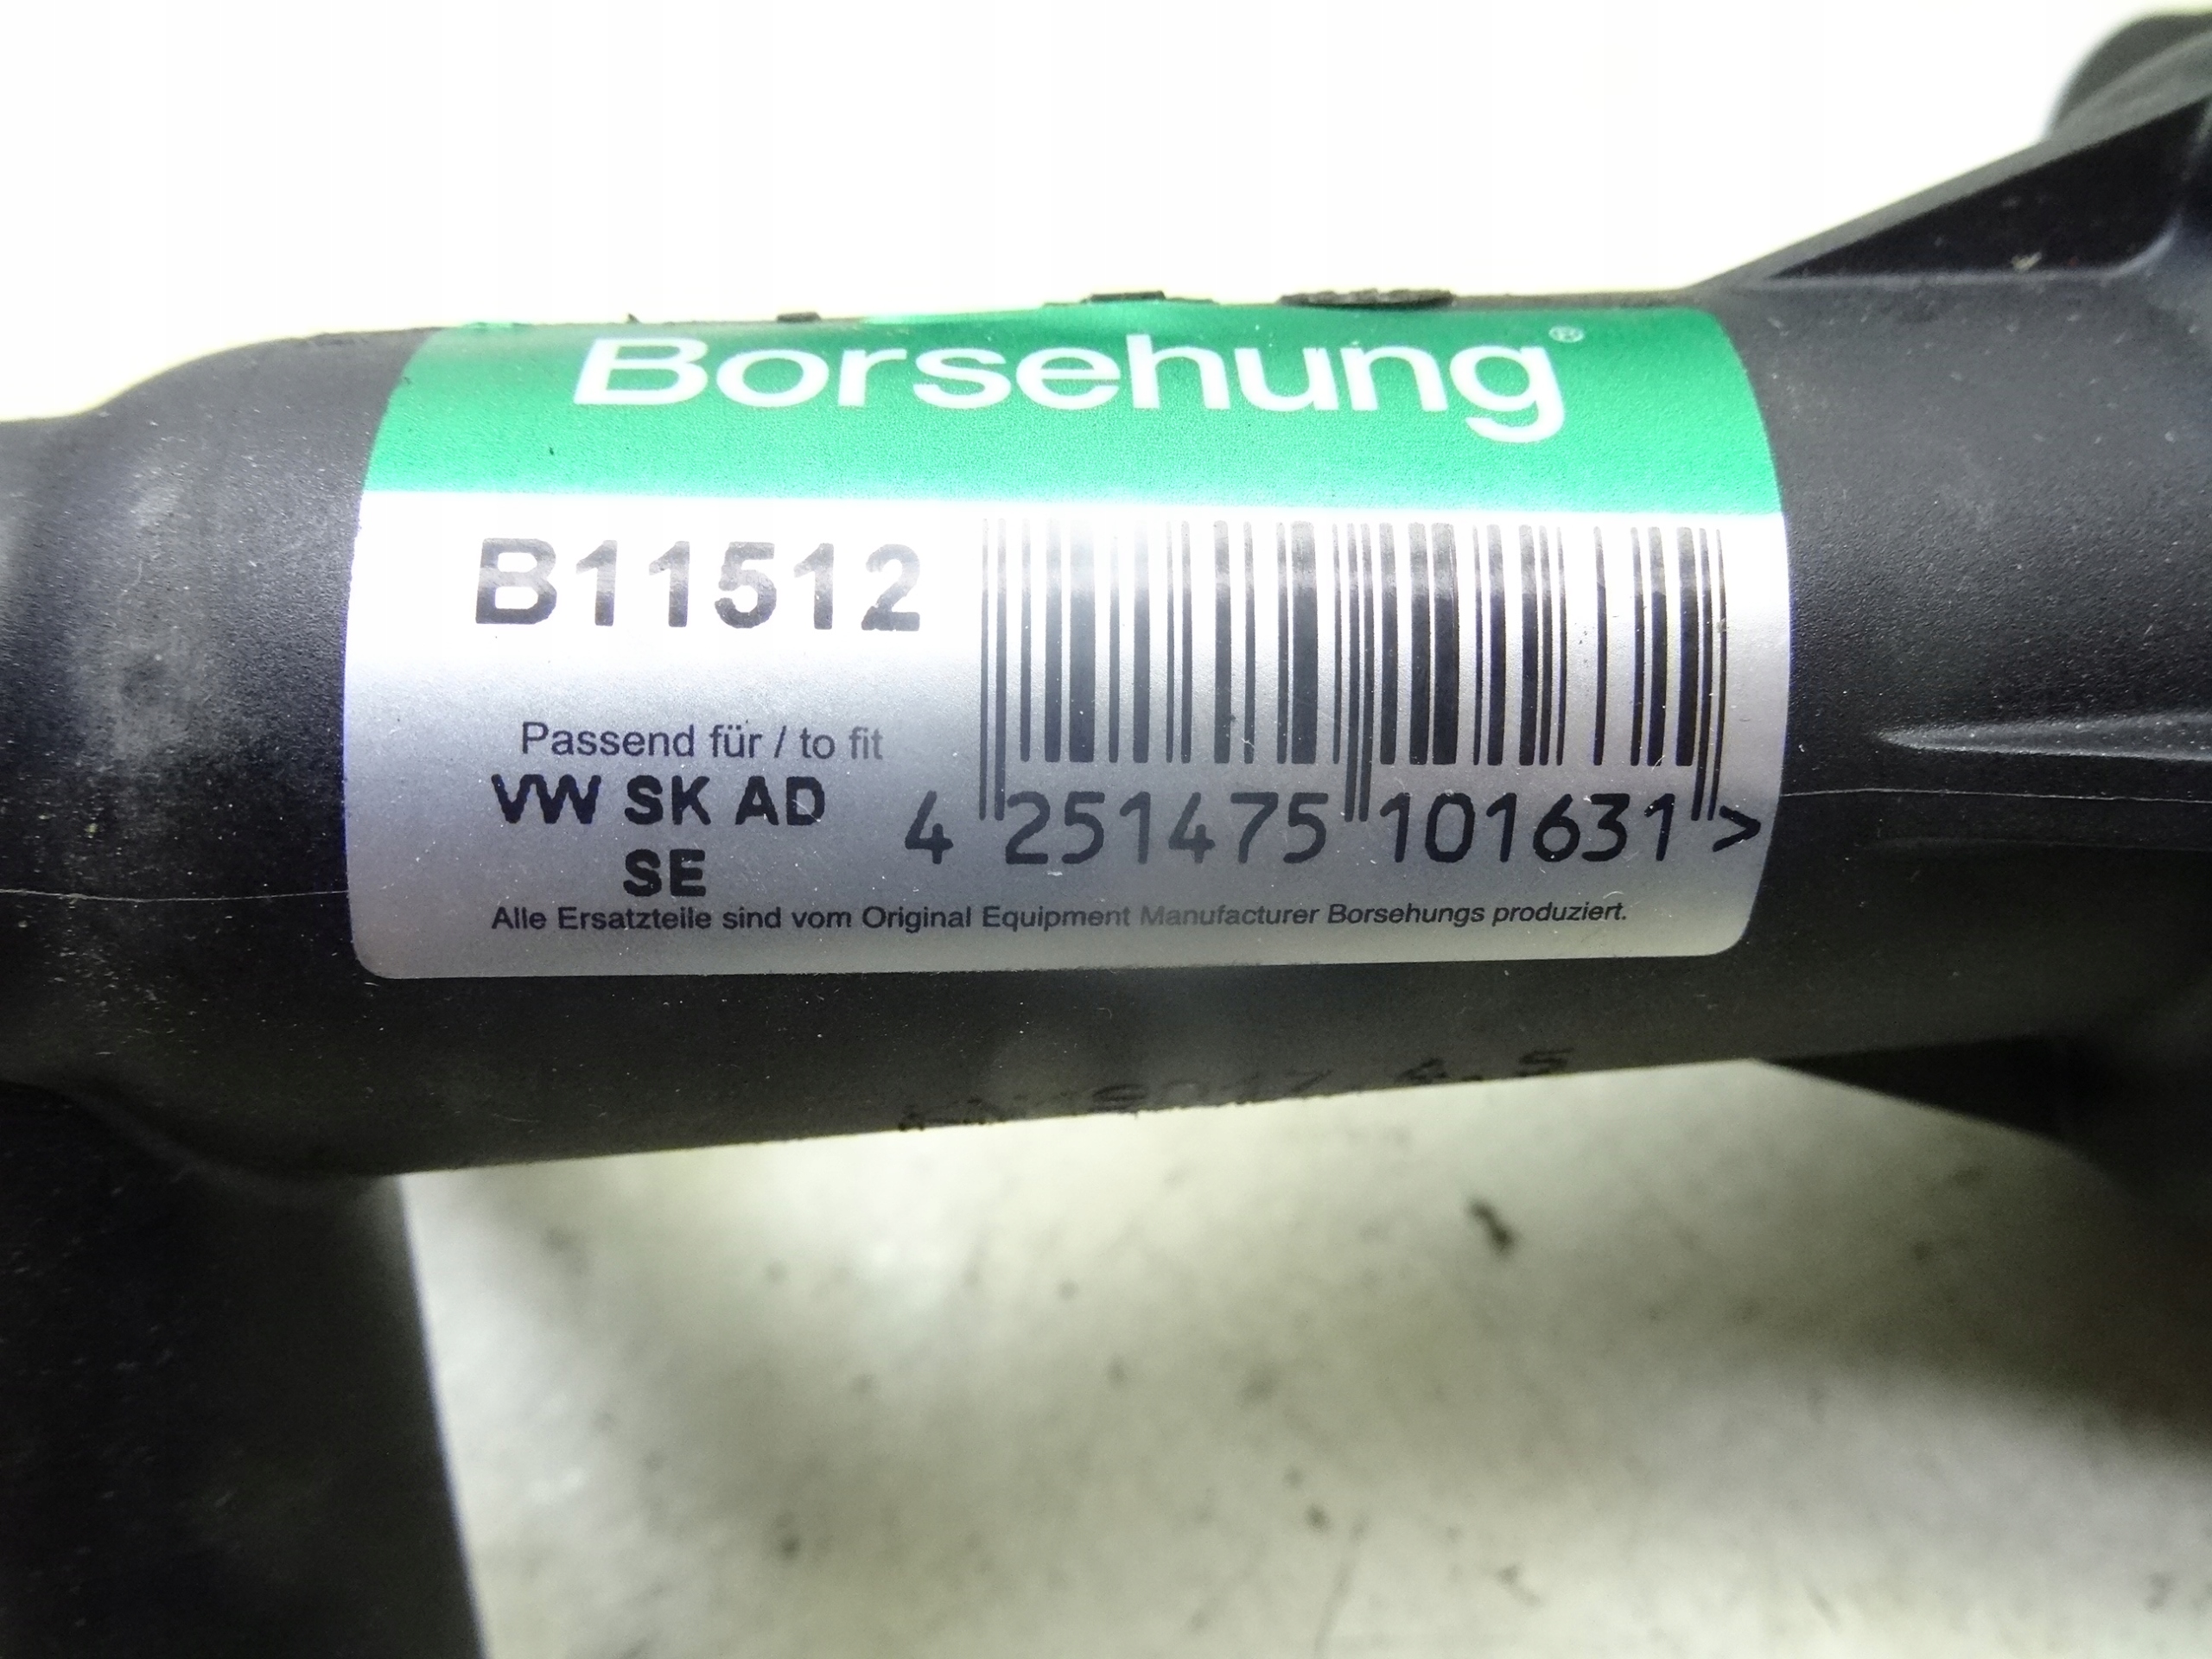 Borsehung®
B11512
Passend für / to fit
VW SK AD
SE
4 251475 101631 >
Alle Ersatzteile sind vom Original Equipment Manufacturer Borsehungs produziert.